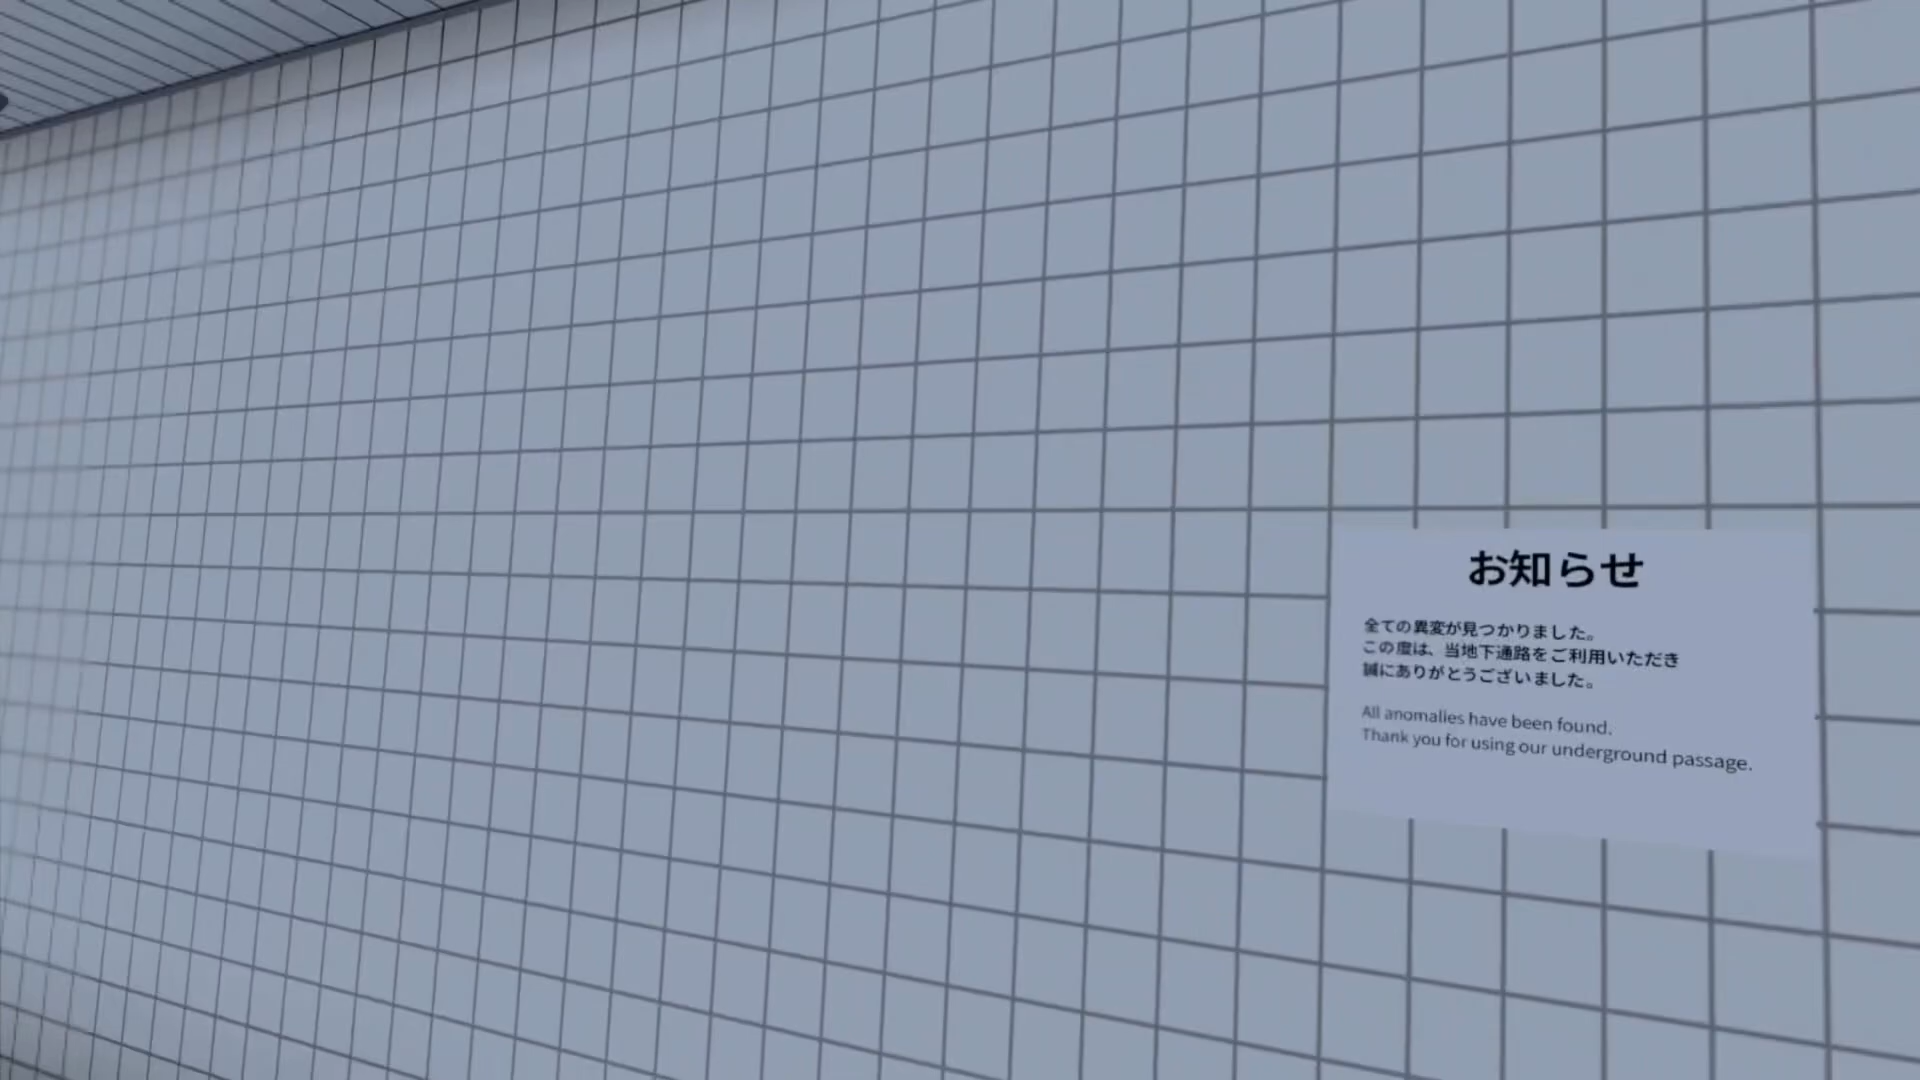 お知らせ
全ての異変が見つかりました。
この度は、当地下通路をご利用いただき
誠にありがとうございました。
All anomalies have been found.
Thank you for using our underground passage.